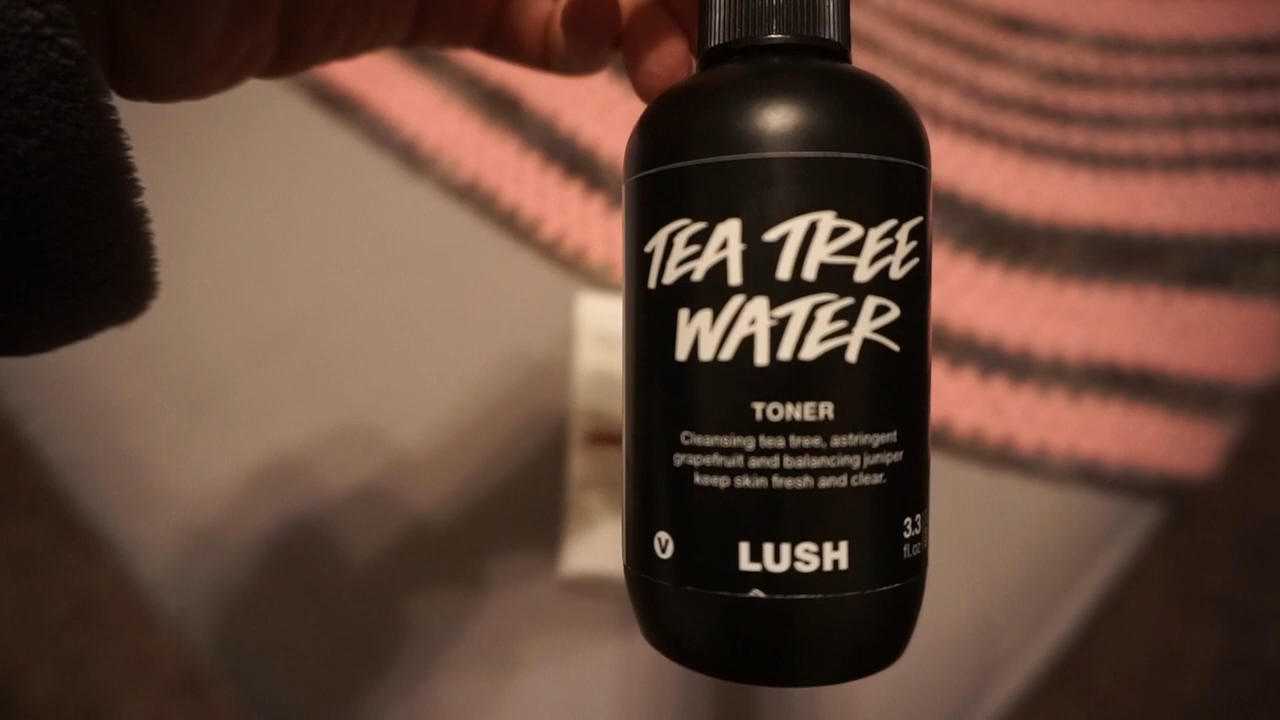 TEA TREE
WATER
TONER
Cleansing tea tree, astringent
grapefruit and balancing juniper
keep skin fresh and clear.
3.3
fl.oz
V
LUSH